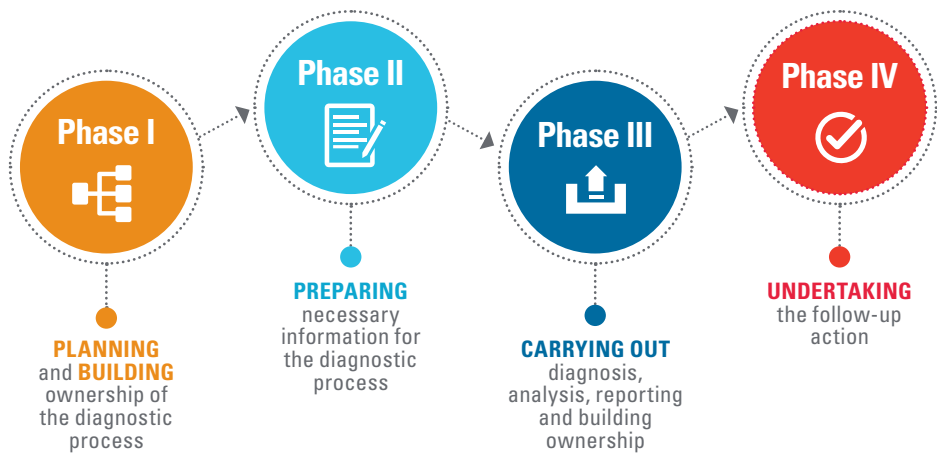 Phase I
PLANNING
and BUILDING
ownership of
the diagnostic
process
Phase II
PREPARING
necessary
information for
the diagnostic
process
Phase III
CARRYING OUT
diagnosis,
analysis, reporting
and building
ownership
Phase IV
UNDERTAKING
the follow-up
action